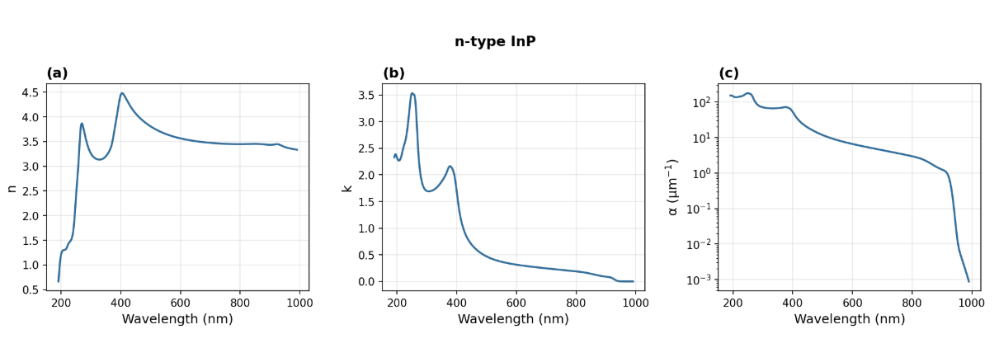 n-type InP
(a)
n
4.5
4.0
3.5
3.0
2.5
2.0
1.5
1.0
0.5
200 400 600 800 1000
Wavelength (nm)
(b)
k
3.5
3.0
2.5
2.0
1.5
1.0
0.5
0.0
200 400 600 800 1000
Wavelength (nm)
(c)
α (μm⁻¹)
10²
10¹
10⁰
10⁻¹
10⁻²
10⁻³
200 400 600 800 1000
Wavelength (nm)